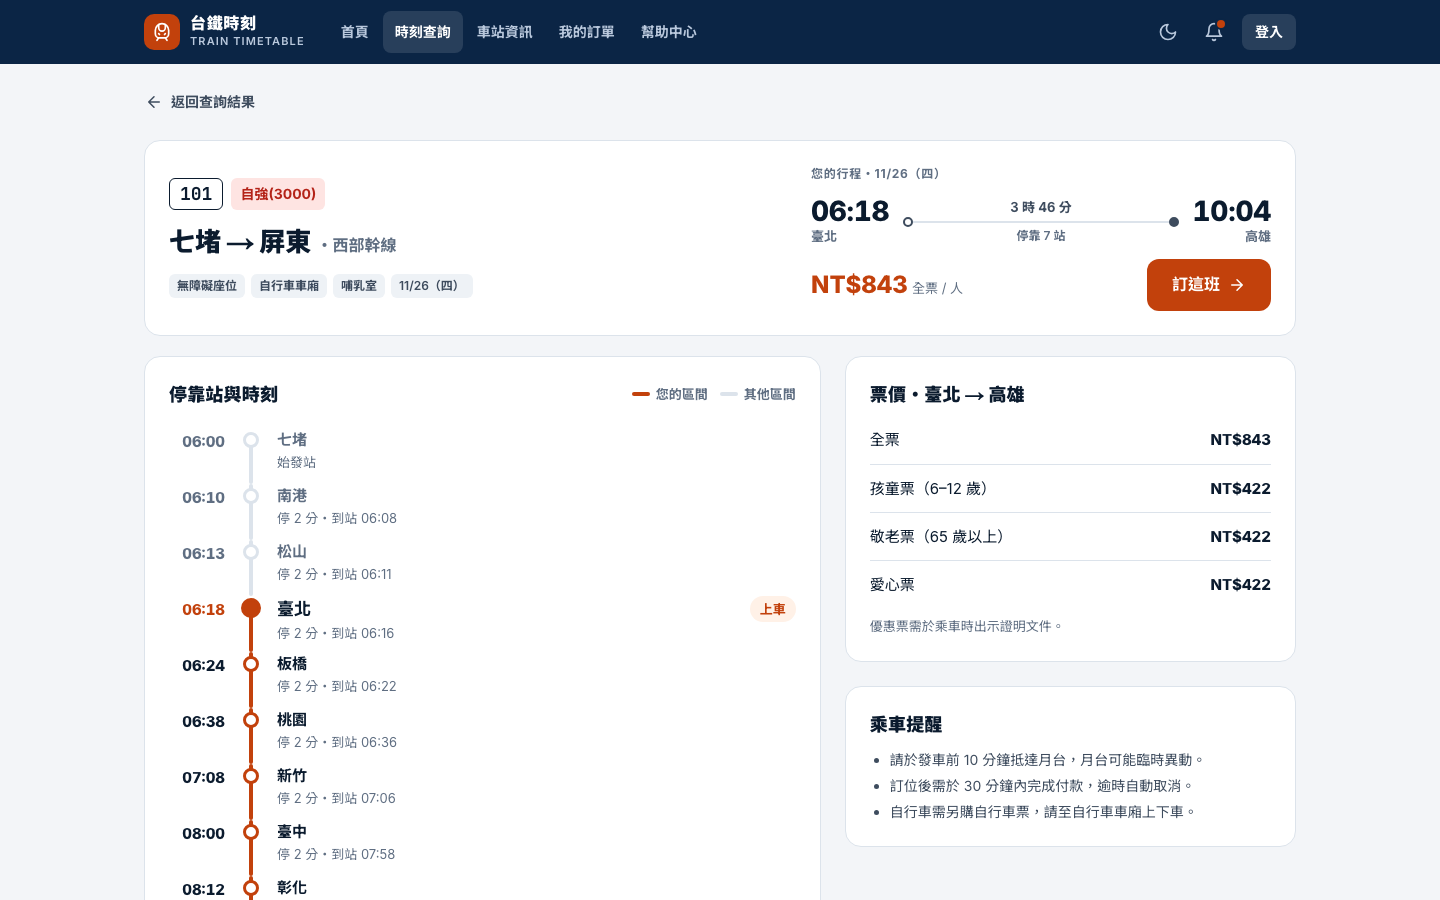 台鐵時刻
TRAIN TIMETABLE
首頁
時刻查詢
車站資訊
我的訂單
幫助中心
登入
返回查詢結果
101
自強(3000)
七堵 → 屏東 ・西部幹線
無障礙座位
自行車車廂
哺乳室
11/26（四）
您的行程・11/26（四）
06:18
臺北
3 時 46 分
停靠 7 站
10:04
高雄
NT$843 全票 / 人
訂這班 →
停靠站與時刻
您的區間
其他區間
06:00 七堵
始發站
06:10 南港
停 2 分・到站 06:08
06:13 松山
停 2 分・到站 06:11
06:18 臺北 上車
停 2 分・到站 06:16
06:24 板橋
停 2 分・到站 06:22
06:38 桃園
停 2 分・到站 06:36
07:08 新竹
停 2 分・到站 07:06
08:00 臺中
停 2 分・到站 07:58
08:12 彰化
票價・臺北 → 高雄
全票 NT$843
孩童票（6–12 歲） NT$422
敬老票（65 歲以上） NT$422
愛心票 NT$422
優惠票需於乘車時出示證明文件。
乘車提醒
請於發車前 10 分鐘抵達月台，月台可能臨時異動。
訂位後需於 30 分鐘內完成付款，逾時自動取消。
自行車需另購自行車票，請至自行車車廂上下車。